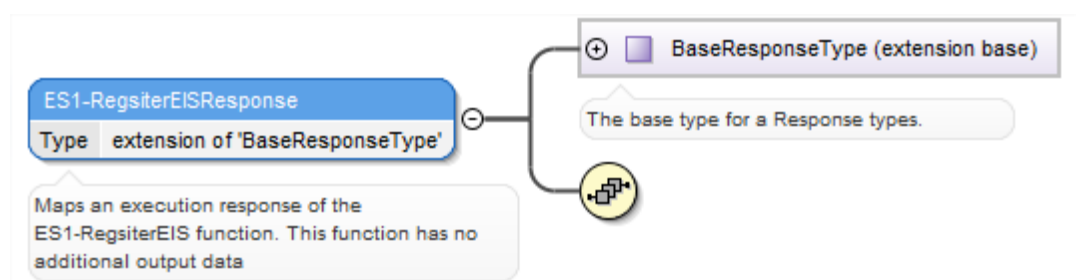 BaseResponseType (extension base)
ES1-RegsiterEISResponse
Type extension of 'BaseResponseType'
The base type for a Response types.
Maps an execution response of the
ES1-RegsiterEIS function. This function has no
additional output data